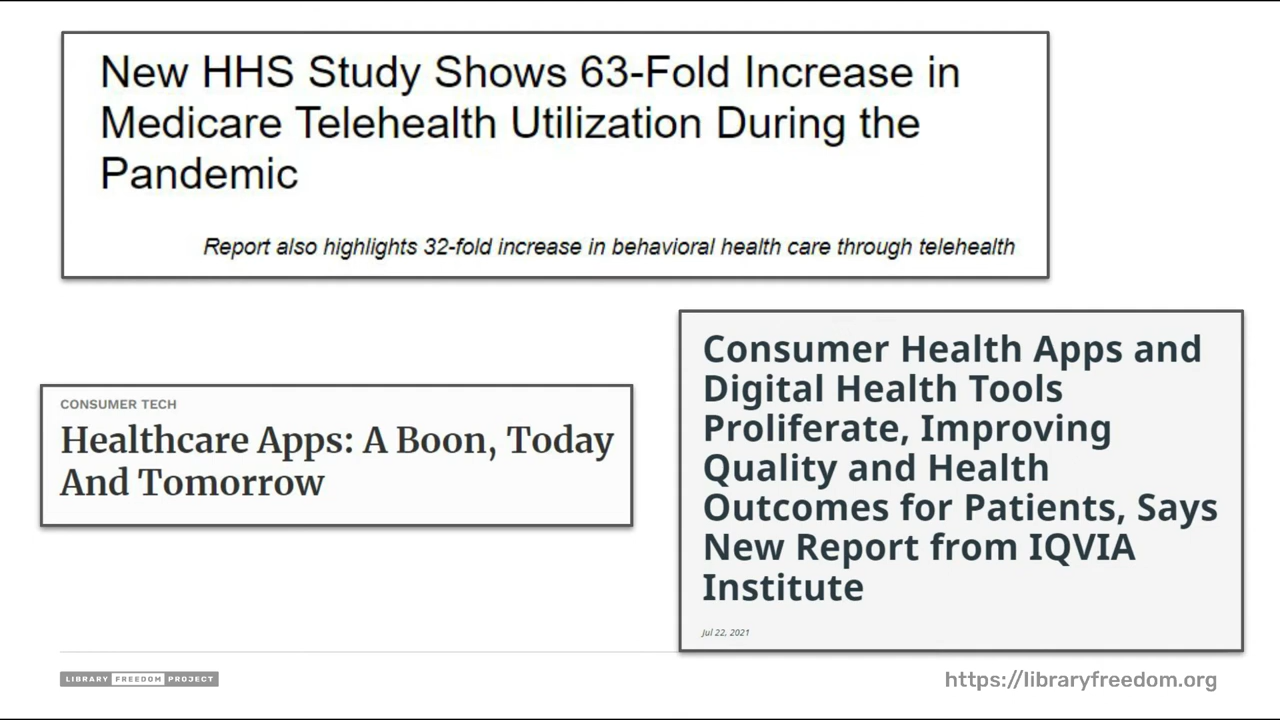 New HHS Study Shows 63-Fold Increase in
Medicare Telehealth Utilization During the
Pandemic
Report also highlights 32-fold increase in behavioral health care through telehealth
CONSUMER TECH
Healthcare Apps: A Boon, Today
And Tomorrow
Consumer Health Apps and
Digital Health Tools
Proliferate, Improving
Quality and Health
Outcomes for Patients, Says
New Report from IQVIA
Institute
Jul 22, 2021
LIBRARY FREEDOM PROJECT
https://libraryfreedom.org